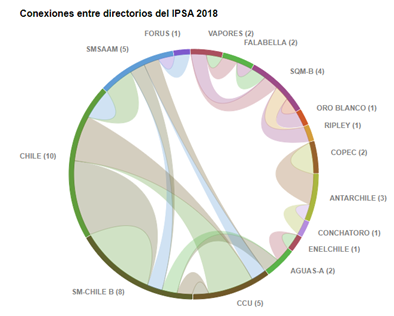 Conexiones entre directorios del IPSA 2018
FORUS (1)
VAPORES (2)
SMSAAM (5)
FALABELLA (2)
SQM-B (4)
ORO BLANCO (1)
RIPLEY (1)
CHILE (10)
COPEC (2)
ANTARCHILE (3)
CONCHATORO (1)
ENELCHILE (1)
AGUAS-A (2)
SM-CHILE B (8)
CCU (5)